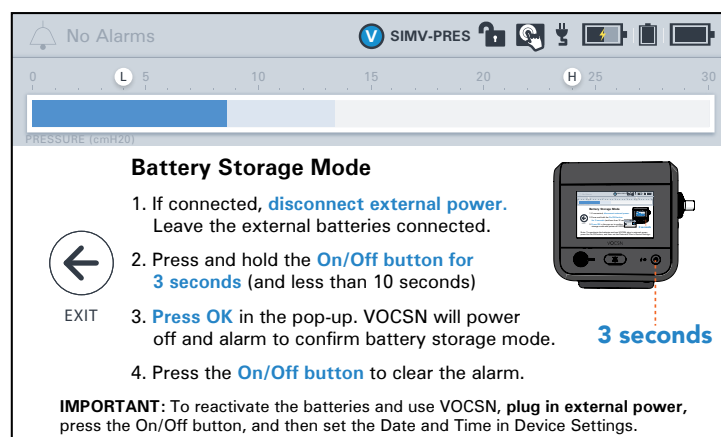 No Alarms
V SIMV-PRES
0 L 5 10 15 20 H 25 30
PRESSURE (cmH20)
Battery Storage Mode
1. If connected, disconnect external power.
Leave the external batteries connected.
2. Press and hold the On/Off button for
3 seconds (and less than 10 seconds)
EXIT
3. Press OK in the pop-up. VOCSN will power
off and alarm to confirm battery storage mode.
VOCSN
3 seconds
4. Press the On/Off button to clear the alarm.
IMPORTANT: To reactivate the batteries and use VOCSN, plug in external power,
press the On/Off button, and then set the Date and Time in Device Settings.